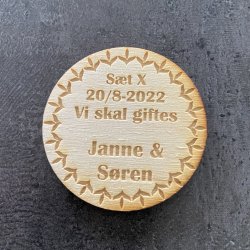 Sæt X
20/8-2022
Vi skal giftes
Janne &
Søren